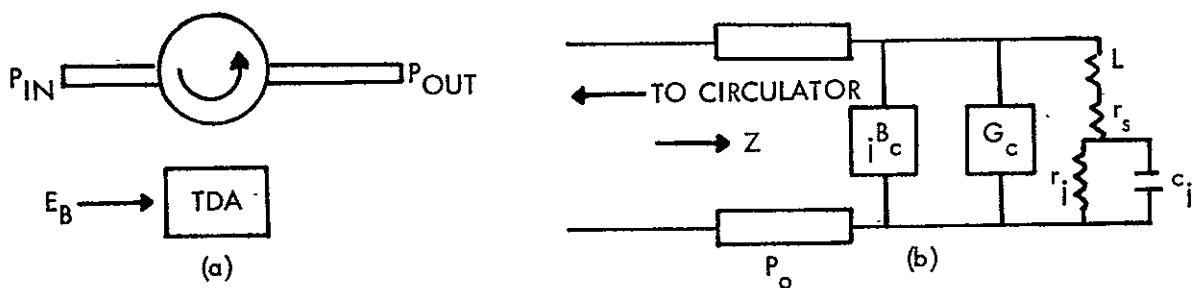 P_IN
P_OUT
E_B
TDA
(a)
TO CIRCULATOR
Z
jB_c
G_c
L
r_s
r_j
c_j
P_o
(b)